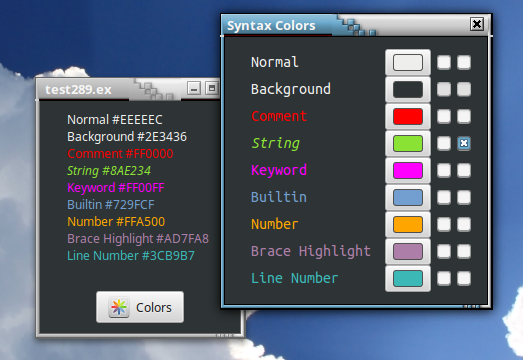 test289.ex
Normal #EEEEEC
Background #2E3436
Comment #FF0000
String #8AE234
Keyword #FF00FF
Builtin #729FCF
Number #FFA500
Brace Highlight #AD7FA8
Line Number #3CB9B7
Colors
Syntax Colors
Normal
Background
Comment
String
Keyword
Builtin
Number
Brace Highlight
Line Number